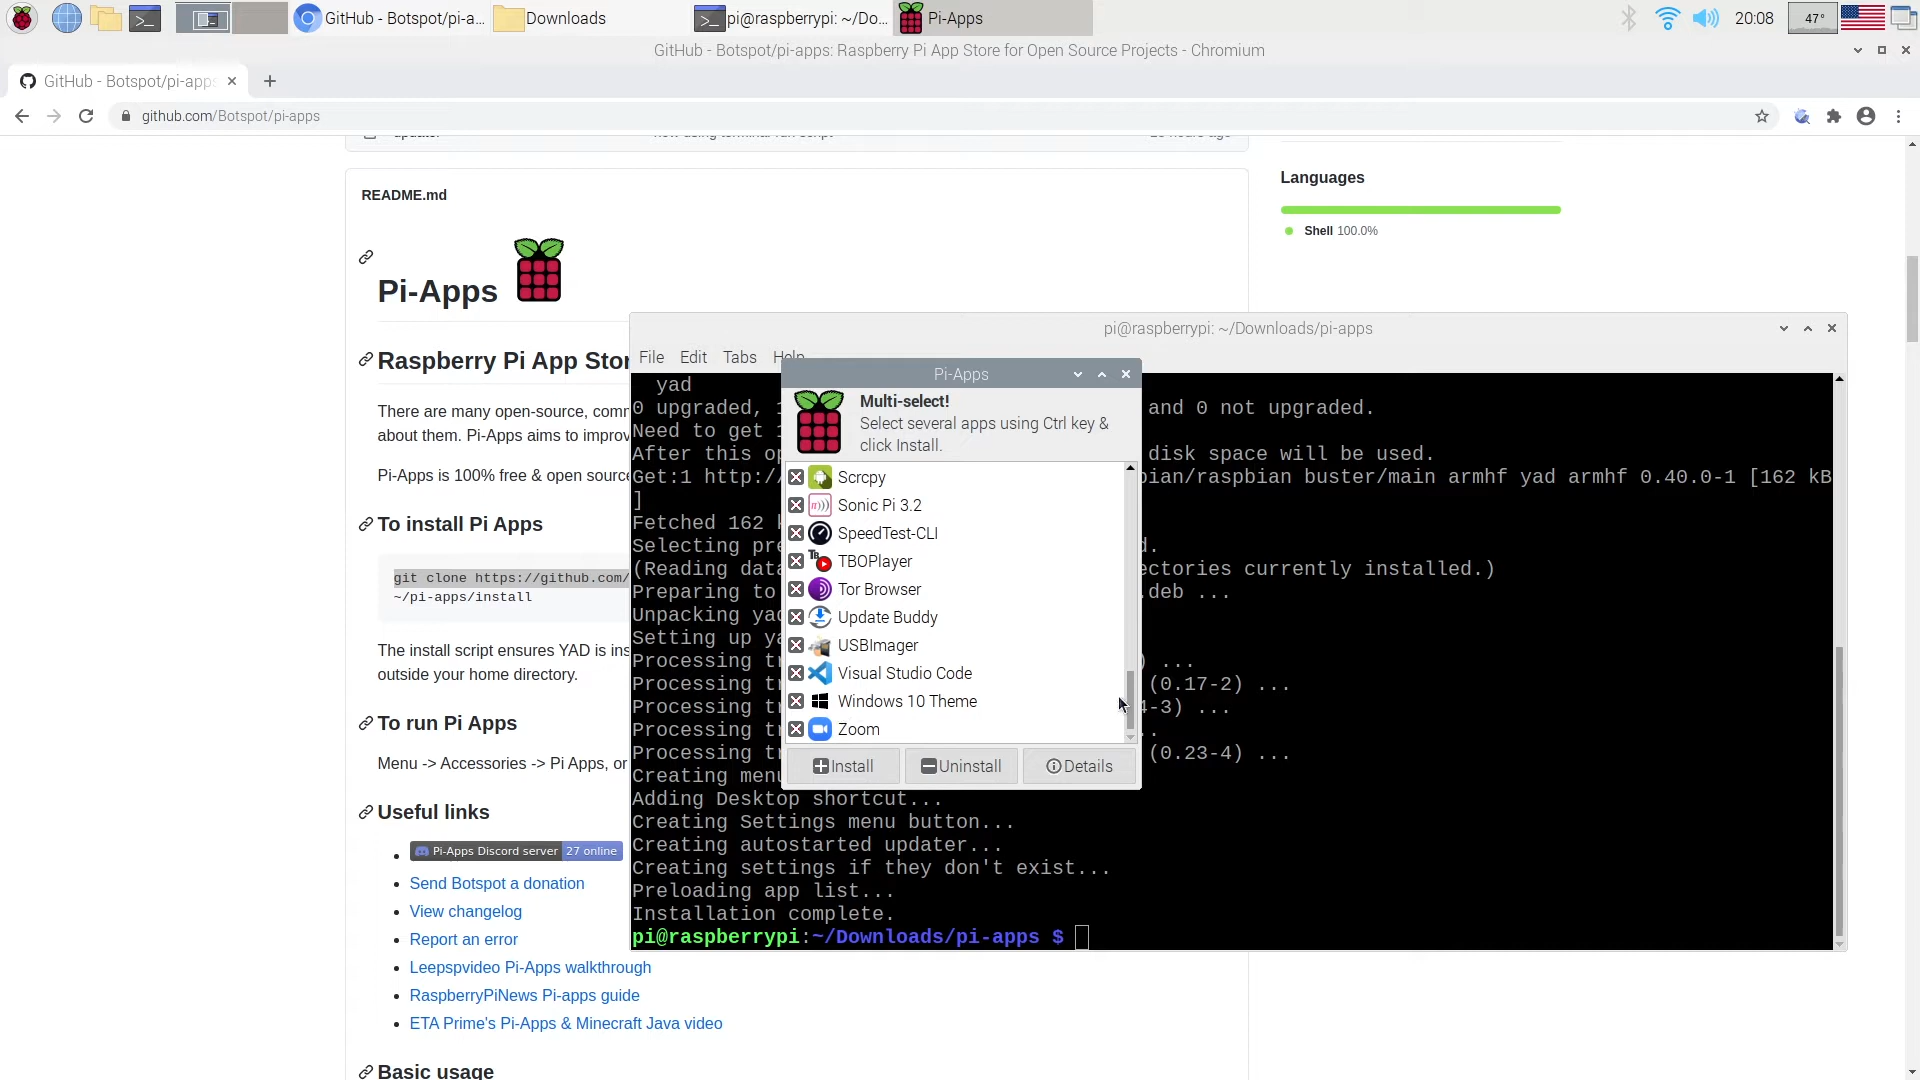 GitHub - Botspot/pi-a...
Downloads
pi@raspberrypi: ~/Do...
Pi-Apps
20:08
47°
GitHub - Botspot/pi-apps: Raspberry Pi App Store for Open Source Projects - Chromium
GitHub - Botspot/pi-apps
github.com/Botspot/pi-apps
README.md
Languages
Shell 100.0%
Pi-Apps
Raspberry Pi App Stor
There are many open-source, comm
about them. Pi-Apps aims to improv
Pi-Apps is 100% free & open source
To install Pi Apps
git clone https://github.com/
~/pi-apps/install
The install script ensures YAD is ins
outside your home directory.
To run Pi Apps
Menu -> Accessories -> Pi Apps, or
Useful links
Pi-Apps Discord server 27 online
Send Botspot a donation
View changelog
Report an error
Leepspvideo Pi-Apps walkthrough
RaspberryPiNews Pi-apps guide
ETA Prime's Pi-Apps & Minecraft Java video
Basic usage
pi@raspberrypi: ~/Downloads/pi-apps
File Edit Tabs Help
yad
0 upgraded, and 0 not upgraded.
Need to get
After this op disk space will be used.
Get:1 http:/ ian/raspbian buster/main armhf yad armhf 0.40.0-1 [162 kB
]
Fetched 162
Selecting pre
(Reading data ectories currently installed.)
Preparing to .deb ...
Unpacking yad
Setting up ya
Processing tr ) ...
Processing tr (0.17-2) ...
Processing tr -3) ...
Processing tr ..
Processing tr (0.23-4) ...
Creating menu
Adding Desktop shortcut...
Creating Settings menu button...
Creating autostarted updater...
Creating settings if they don't exist...
Preloading app list...
Installation complete.
pi@raspberrypi:~/Downloads/pi-apps $
Pi-Apps
Multi-select!
Select several apps using Ctrl key &
click Install.
Scrcpy
Sonic Pi 3.2
SpeedTest-CLI
TBOPlayer
Tor Browser
Update Buddy
USBImager
Visual Studio Code
Windows 10 Theme
Zoom
Install
Uninstall
Details